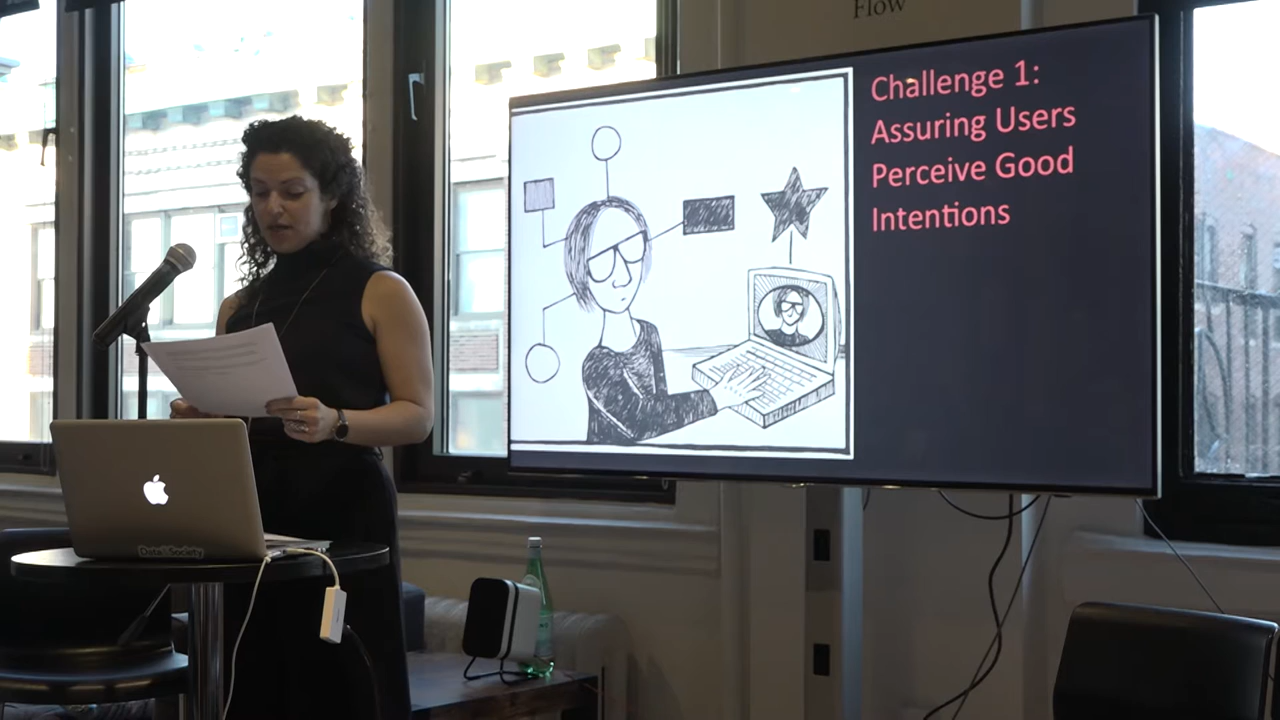 Flow
Challenge 1:
Assuring Users
Perceive Good
Intentions
Data&Society